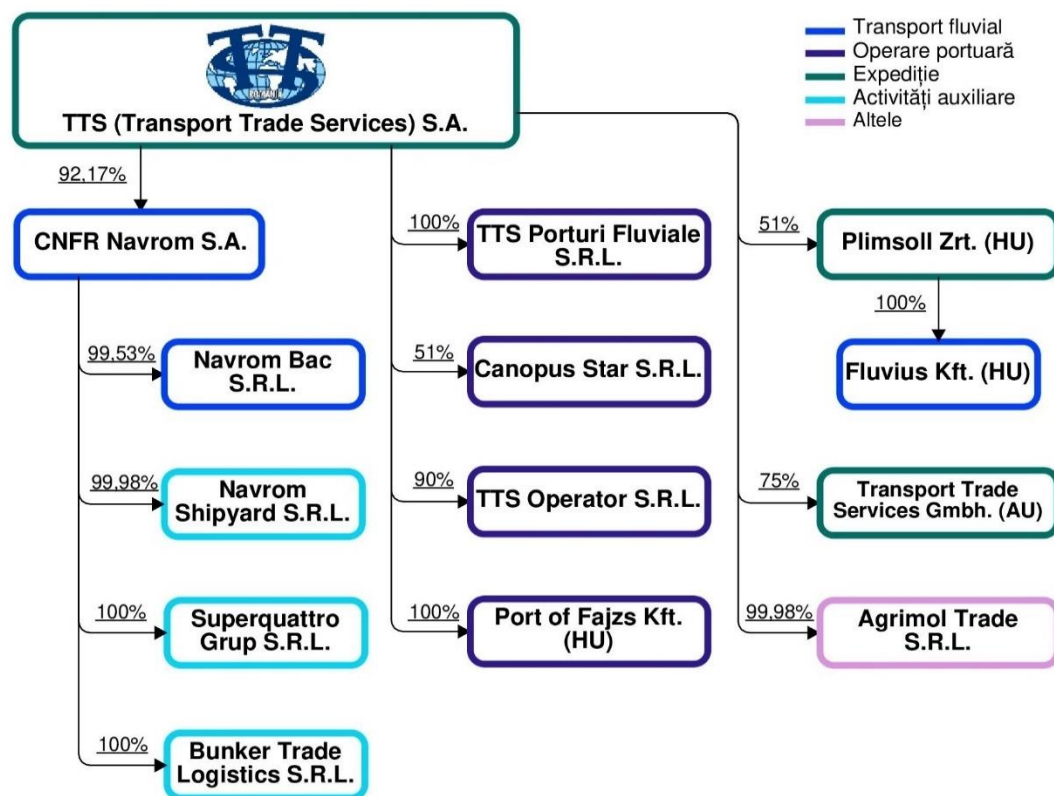 ROMANIA
TTS (Transport Trade Services) S.A.
Transport fluvial
Operare portuară
Expediție
Activități auxiliare
Altele
92,17%
CNFR Navrom S.A.
99,53%
Navrom Bac
S.R.L.
99,98%
Navrom
Shipyard S.R.L.
100%
Superquattro
Grup S.R.L.
100%
Bunker Trade
Logistics S.R.L.
100%
TTS Porturi Fluviale
S.R.L.
51%
Canopus Star S.R.L.
90%
TTS Operator S.R.L.
100%
Port of Fajzs Kft.
(HU)
51%
Plimsoll Zrt. (HU)
100%
Fluvius Kft. (HU)
75%
Transport Trade
Services Gmbh. (AU)
99,98%
Agrimol Trade
S.R.L.